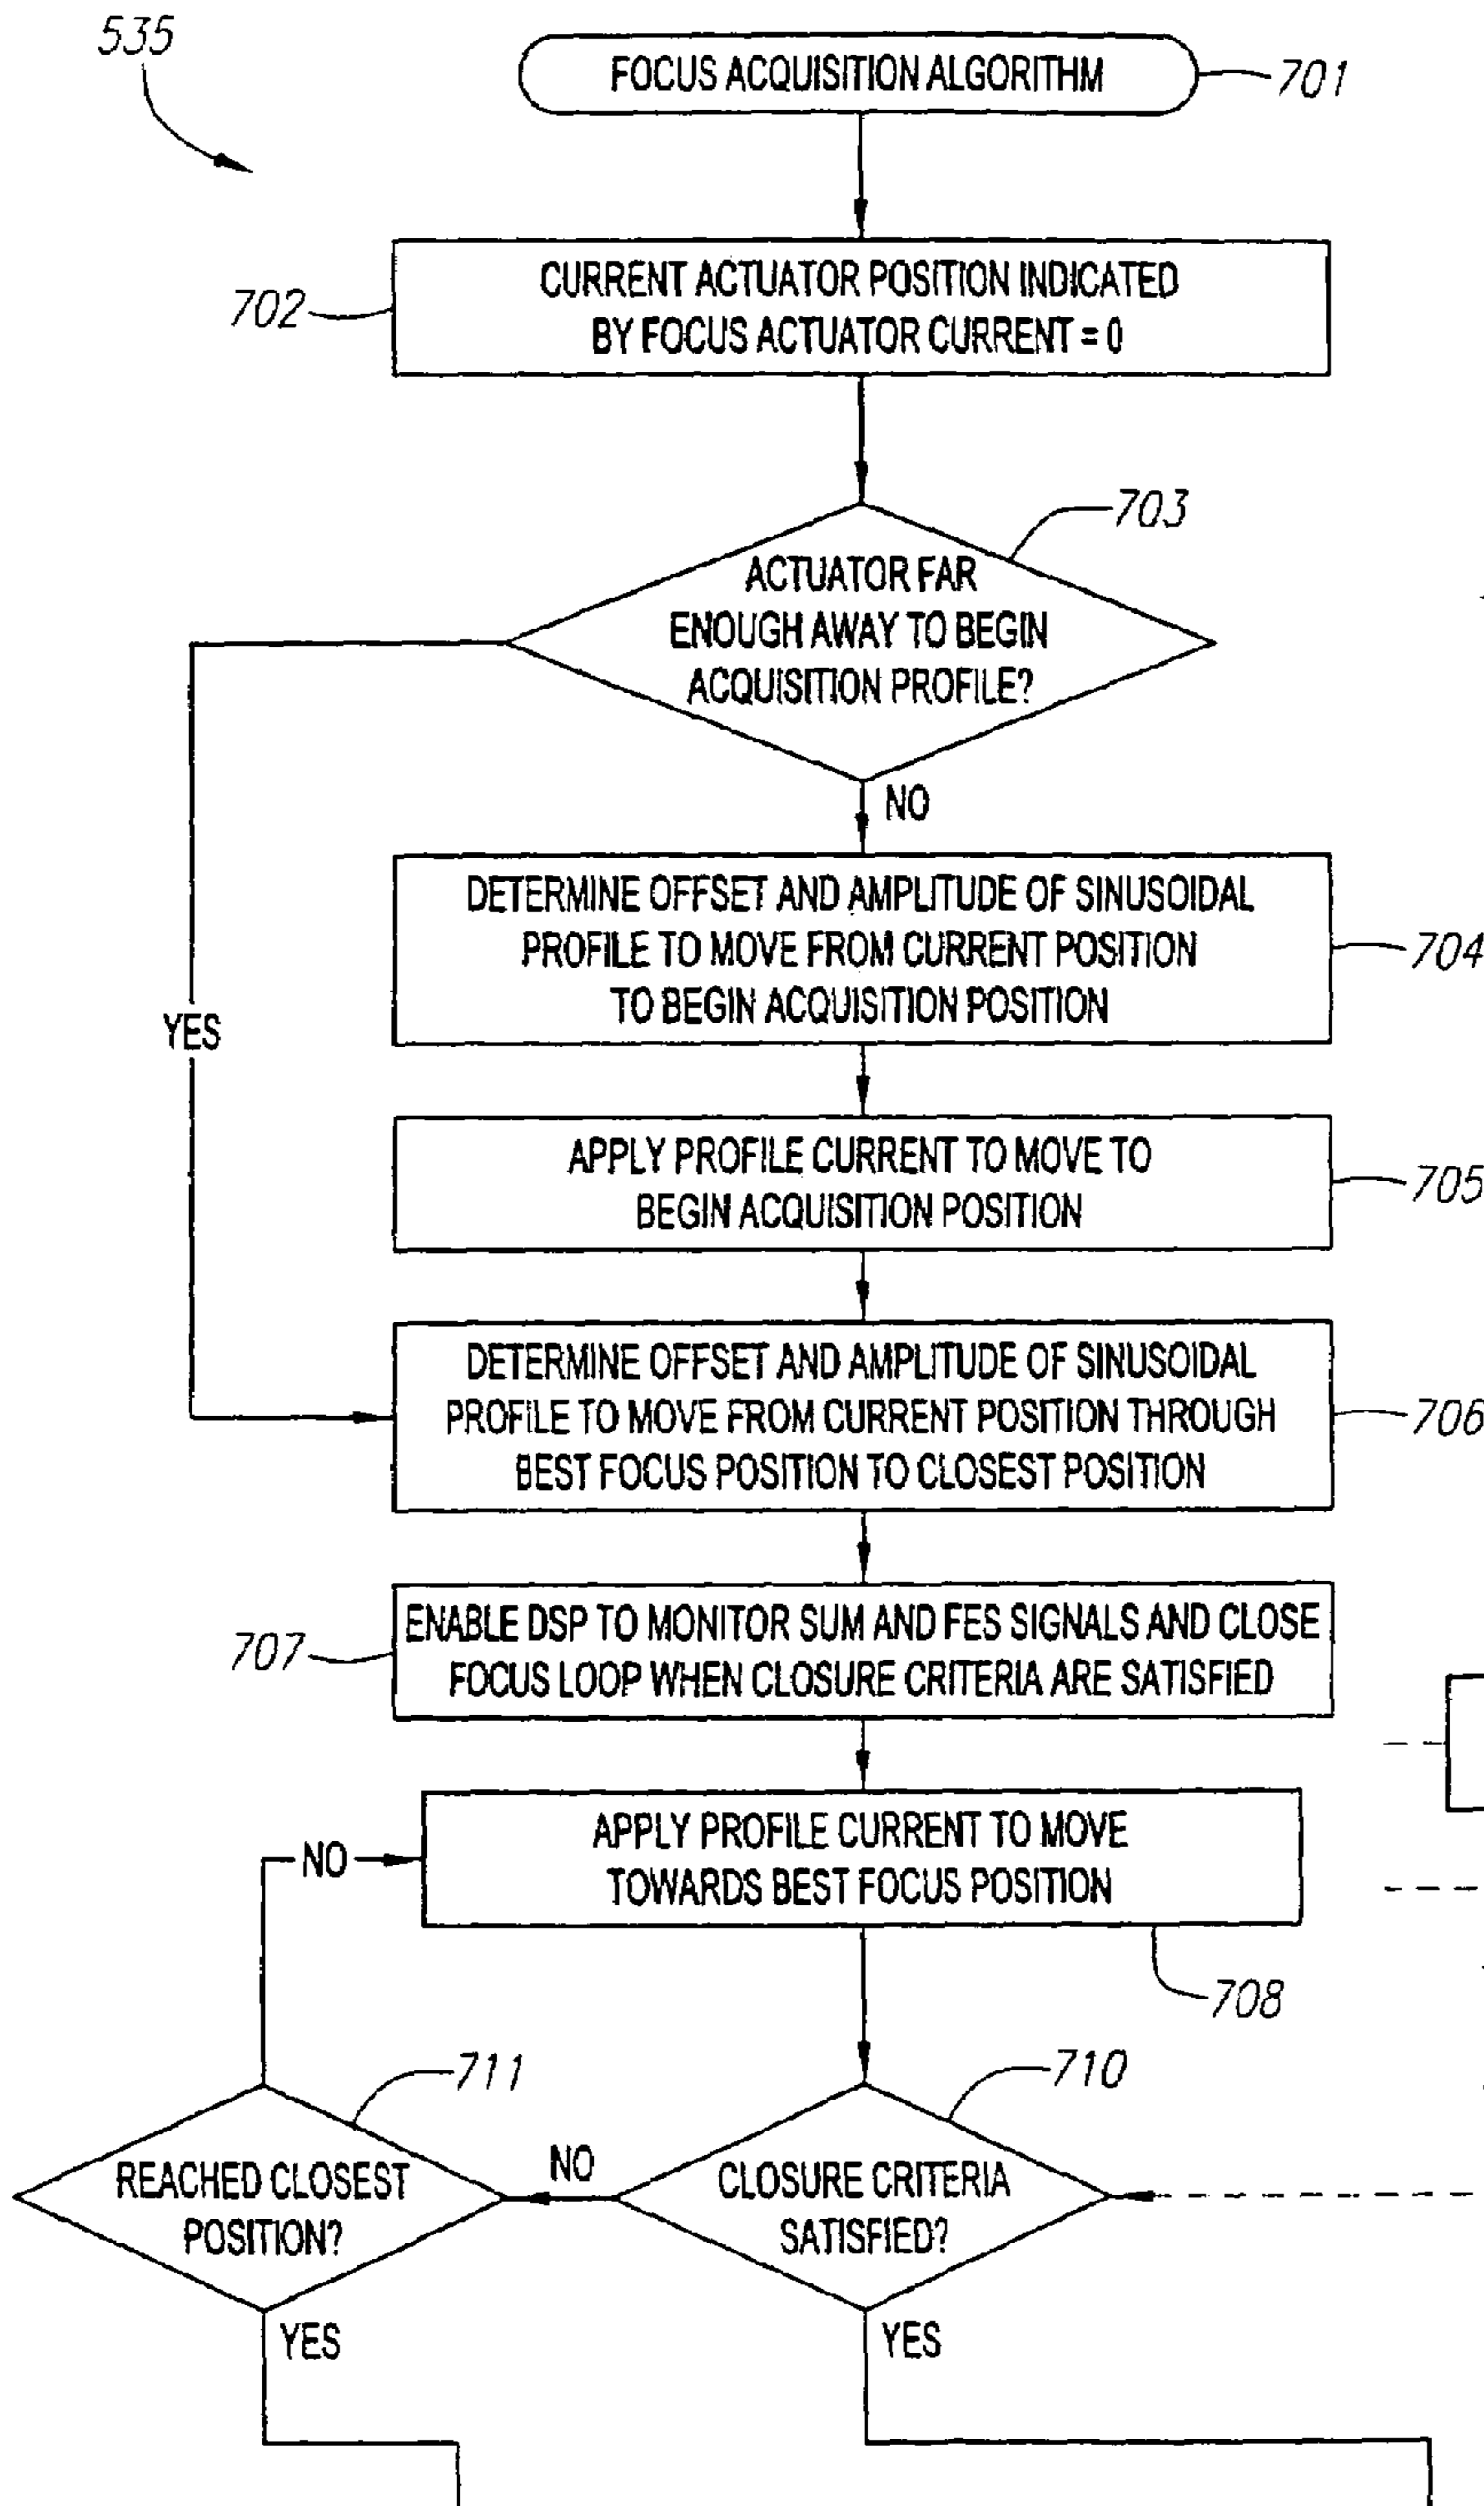 535
FOCUS ACQUISITION ALGORITHM
701
CURRENT ACTUATOR POSITION INDICATED
BY FOCUS ACTUATOR CURRENT = 0
702
703
ACTUATOR FAR
ENOUGH AWAY TO BEGIN
ACQUISITION PROFILE?
NO
DETERMINE OFFSET AND AMPLITUDE OF SINUSOIDAL
PROFILE TO MOVE FROM CURRENT POSITION
TO BEGIN ACQUISITION POSITION
704
YES
APPLY PROFILE CURRENT TO MOVE TO
BEGIN ACQUISITION POSITION
705
DETERMINE OFFSET AND AMPLITUDE OF SINUSOIDAL
PROFILE TO MOVE FROM CURRENT POSITION THROUGH
BEST FOCUS POSITION TO CLOSEST POSITION
706
ENABLE DSP TO MONITOR SUM AND FES SIGNALS AND CLOSE
FOCUS LOOP WHEN CLOSURE CRITERIA ARE SATISFIED
707
APPLY PROFILE CURRENT TO MOVE
TOWARDS BEST FOCUS POSITION
NO
708
711
710
REACHED CLOSEST
POSITION?
NO
CLOSURE CRITERIA
SATISFIED?
YES
YES